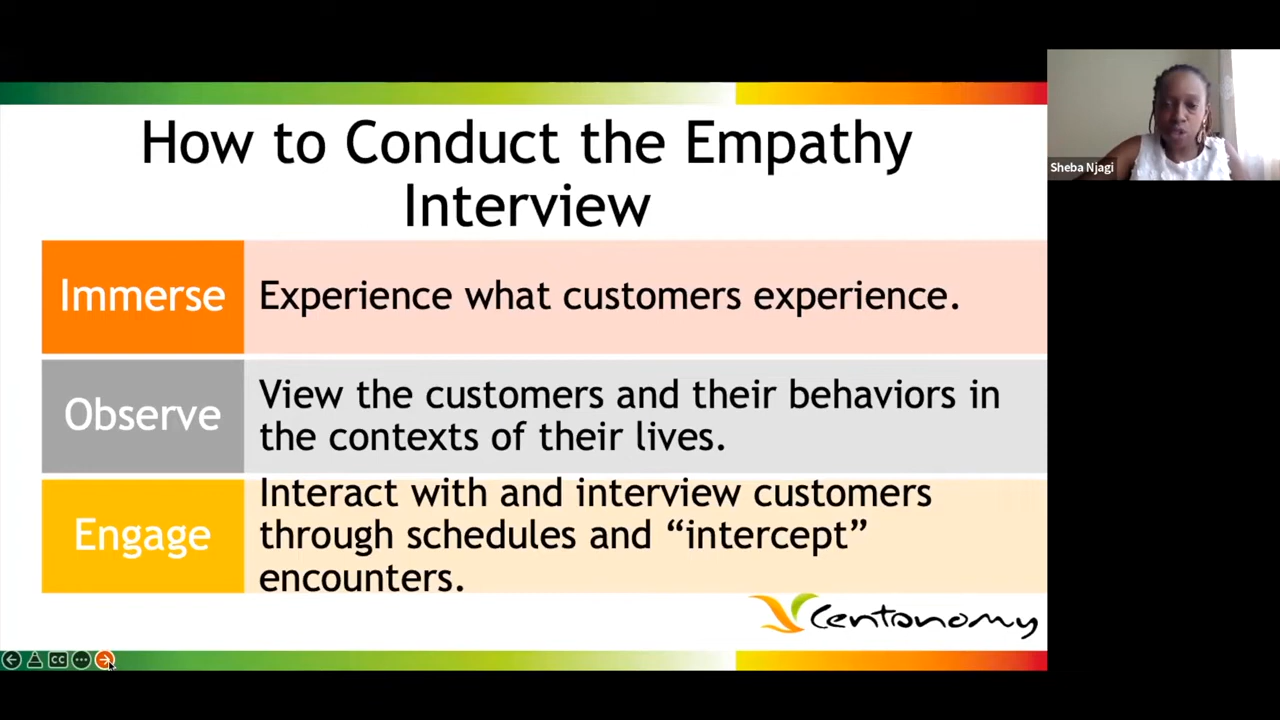 How to Conduct the Empathy
Interview
Immerse
Experience what customers experience.
Observe
View the customers and their behaviors in
the contexts of their lives.
Engage
Interact with and interview customers
through schedules and “intercept”
encounters.
Centonomy
CC
Sheba Njagi